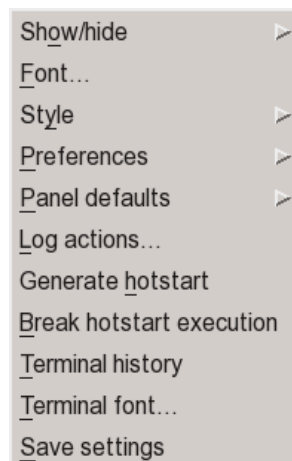 Show/hide
Font...
Style
Preferences
Panel defaults
Log actions...
Generate hotstart
Break hotstart execution
Terminal history
Terminal font...
Save settings